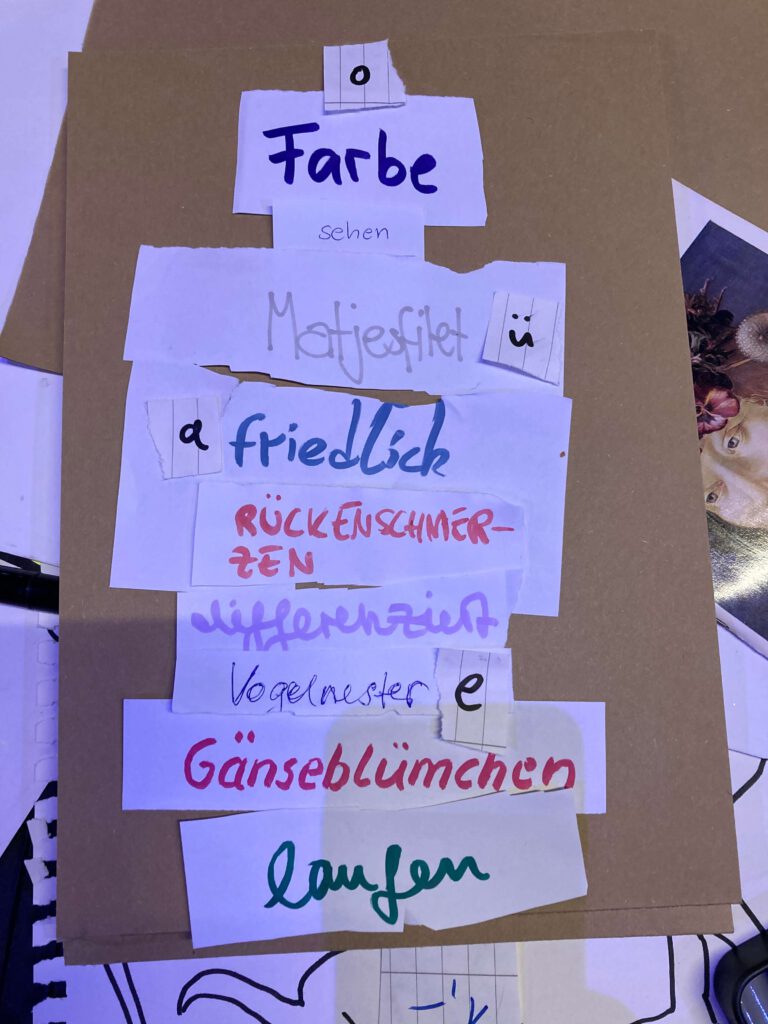 o
Farbe
sehen
Matjesfilet
ü
a
friedlich
RÜCKENSCHMER-
ZEN
differenziert
Vogelnester
e
Gänseblümchen
laufen